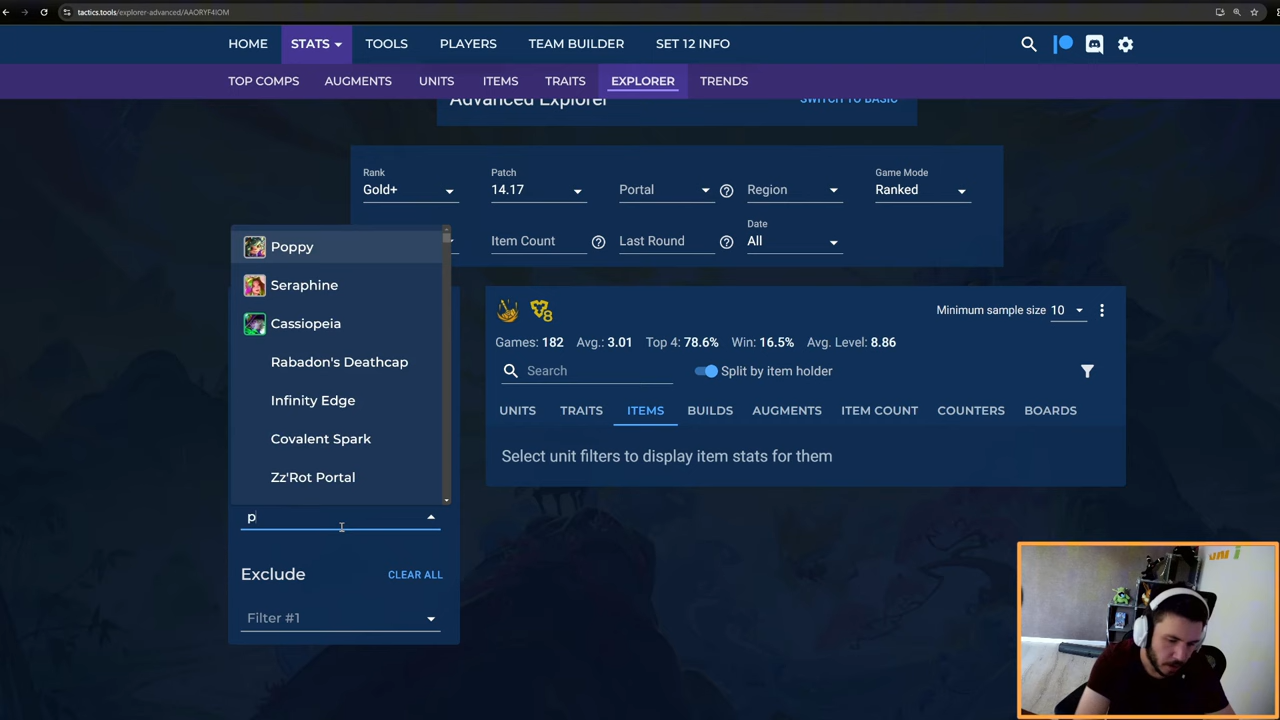 tactics.tools/explorer-advanced/AAORYF4IOM
HOME STATS TOOLS PLAYERS TEAM BUILDER SET 12 INFO
TOP COMPS AUGMENTS UNITS ITEMS TRAITS EXPLORER TRENDS
Advanced Explorer SWITCH TO BASIC
Rank Patch Game Mode
Gold+ 14.17 Portal Region Ranked
Date
Item Count Last Round All
Poppy
Seraphine
Cassiopeia
Rabadon's Deathcap
Infinity Edge
Covalent Spark
Zz'Rot Portal
p
Exclude CLEAR ALL
Filter #1
8 Minimum sample size 10
Games: 182 Avg.: 3.01 Top 4: 78.6% Win: 16.5% Avg. Level: 8.86
Search Split by item holder
UNITS TRAITS ITEMS BUILDS AUGMENTS ITEM COUNT COUNTERS BOARDS
Select unit filters to display item stats for them